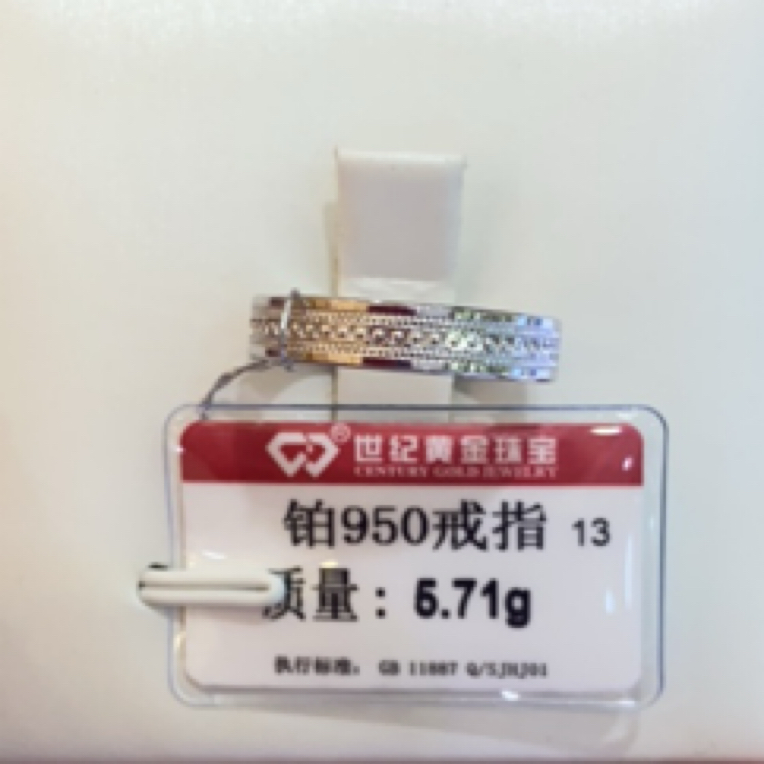 世纪黄金珠宝
CENTURY GOLD JEWELRY
铂950戒指 13
质量：5.71g
执行标准： GB 11887 Q/SJHJ01